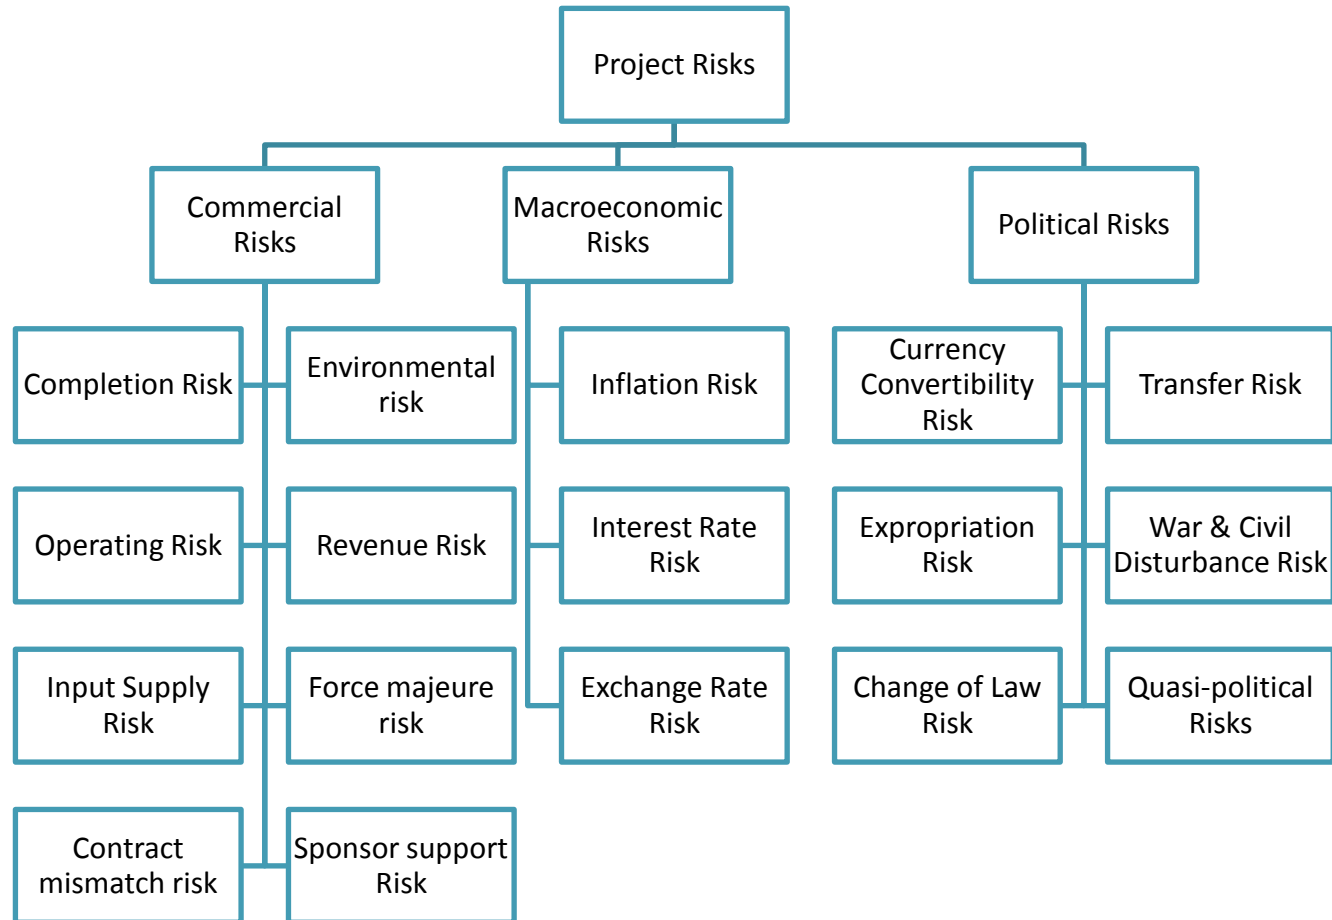 Project Risks
Commercial
Risks
Macroeconomic
Risks
Political Risks
Completion Risk
Environmental
risk
Inflation Risk
Currency
Convertibility
Risk
Transfer Risk
Operating Risk
Revenue Risk
Interest Rate
Risk
Expropriation
Risk
War & Civil
Disturbance Risk
Input Supply
Risk
Force majeure
risk
Exchange Rate
Risk
Change of Law
Risk
Quasi-political
Risks
Contract
mismatch risk
Sponsor support
Risk